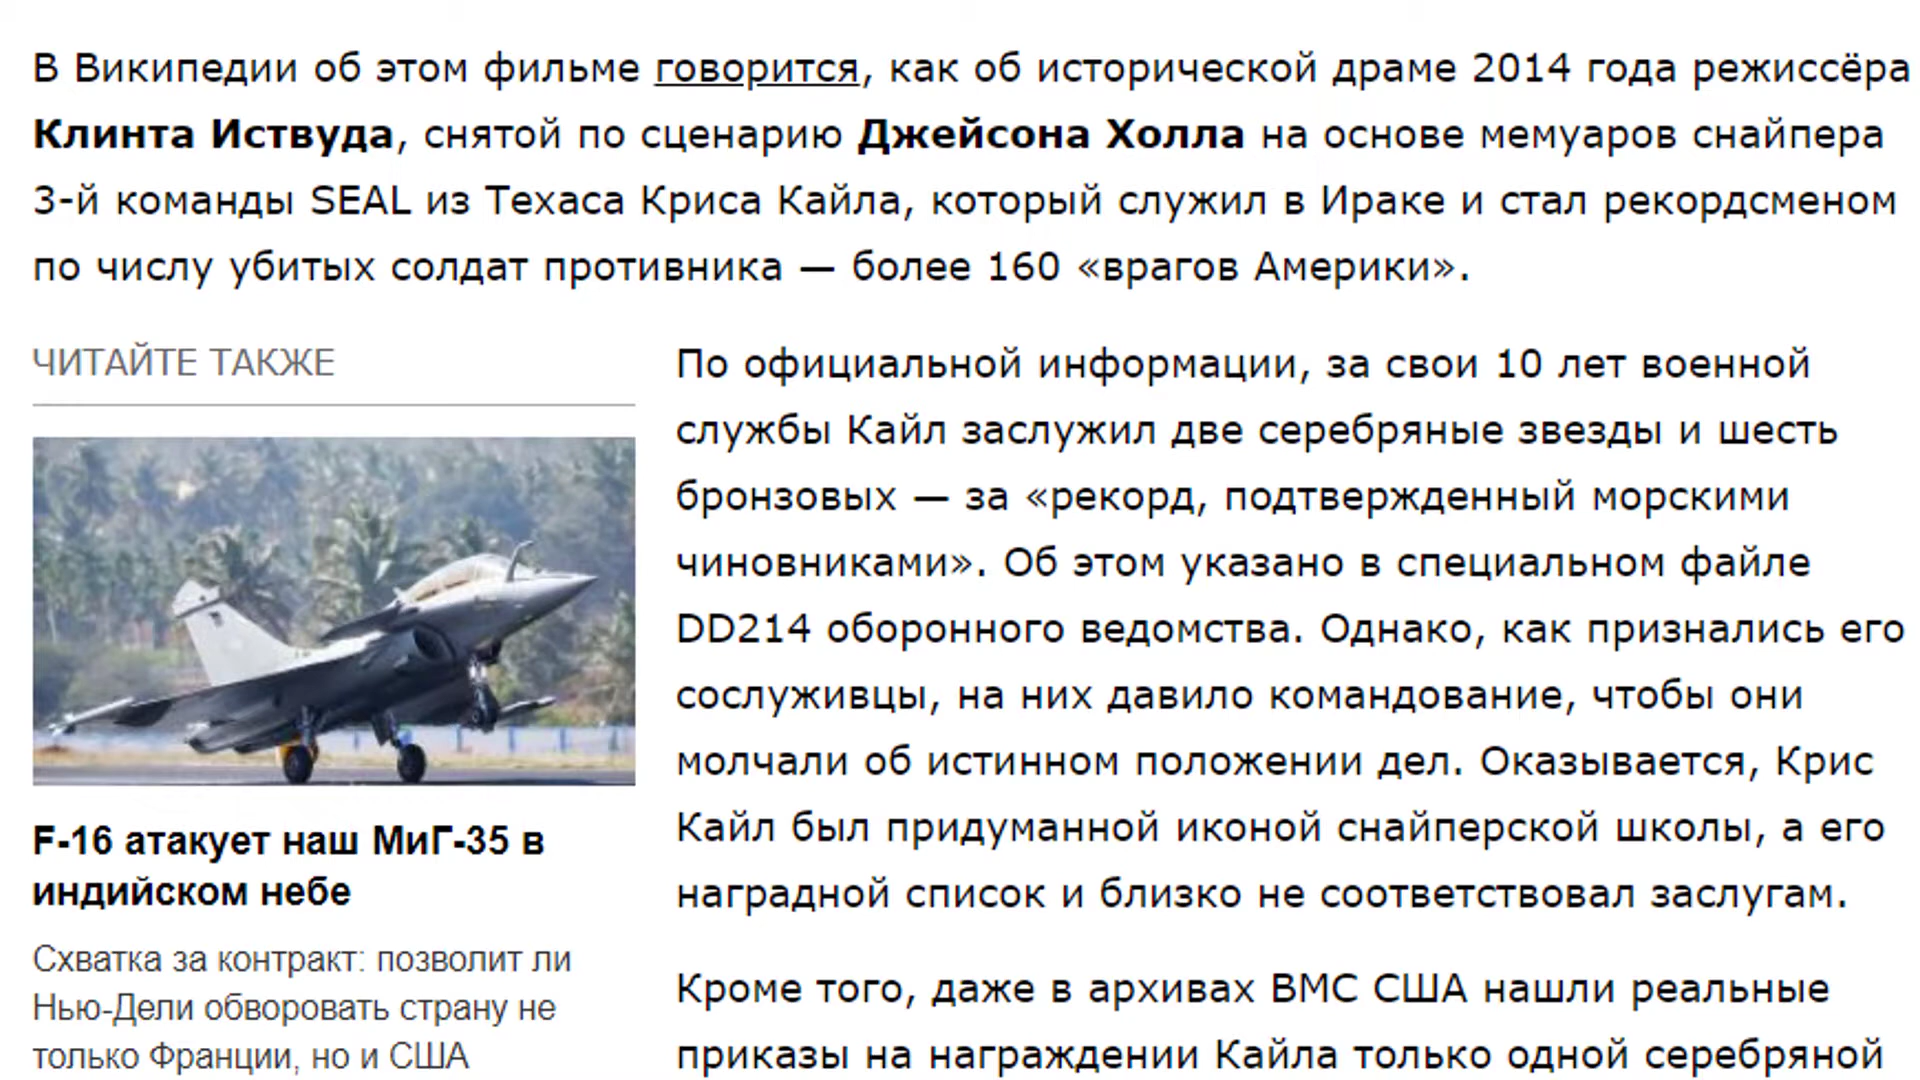 В Википедии об этом фильме говорится, как об исторической драме 2014 года режиссёра
Клинта Иствуда, снятой по сценарию Джейсона Холла на основе мемуаров снайпера
3-й команды SEAL из Техаса Криса Кайла, который служил в Ираке и стал рекордсменом
по числу убитых солдат противника — более 160 «врагов Америки».
ЧИТАЙТЕ ТАКЖЕ
F-16 атакует наш МиГ-35 в
индийском небе
Схватка за контракт: позволит ли
Нью-Дели обворовать страну не
только Франции, но и США
По официальной информации, за свои 10 лет военной
службы Кайл заслужил две серебряные звезды и шесть
бронзовых — за «рекорд, подтвержденный морскими
чиновниками». Об этом указано в специальном файле
DD214 оборонного ведомства. Однако, как признались его
сослуживцы, на них давило командование, чтобы они
молчали об истинном положении дел. Оказывается, Крис
Кайл был придуманной иконой снайперской школы, а его
наградной список и близко не соответствовал заслугам.
Кроме того, даже в архивах ВМС США нашли реальные
приказы на награждении Кайла только одной серебряной